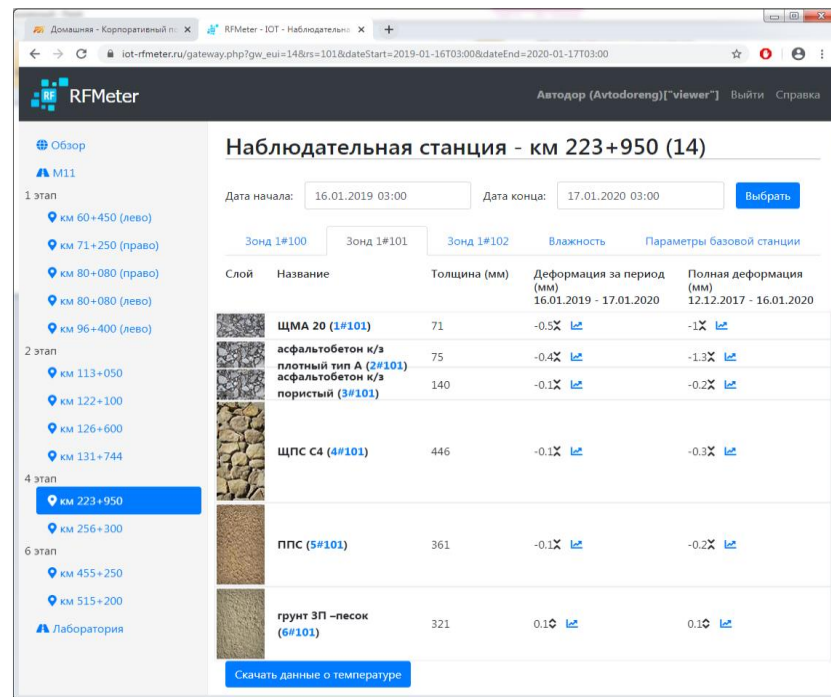 Домашняя - Корпоративный п
RFMeter - IOT - Наблюдательна
iot-rfmeter.ru/gateway.php?gw_eui=14&rs=101&dateStart=2019-01-16T03:00&dateEnd=2020-01-17T03:00
RF RFMeter
Автодор (Avtodoreng)["viewer"] Выйти Справка
Обзор
М11
1 этап
км 60+450 (лево)
км 71+250 (право)
км 80+080 (право)
км 80+080 (лево)
км 96+400 (лево)
2 этап
км 113+050
км 122+100
км 126+600
км 131+744
4 этап
км 223+950
км 256+300
6 этап
км 455+250
км 515+200
Лаборатория
Наблюдательная станция - км 223+950 (14)
Дата начала: 16.01.2019 03:00 Дата конца: 17.01.2020 03:00 Выбрать
Зонд 1#100 Зонд 1#101 Зонд 1#102 Влажность Параметры базовой станции
Слой Название Толщина (мм) Деформация за период Полная деформация
(мм) (мм)
16.01.2019 - 17.01.2020 12.12.2017 - 16.01.2020
ЩМА 20 (1#101) 71 -0.5 -1
асфальтобетон к/з
плотный тип А (2#101) 75 -0.4 -1.3
асфальтобетон к/з
пористый (3#101) 140 -0.1 -0.2
ЩПС С4 (4#101) 446 -0.1 -0.3
ППС (5#101) 361 -0.1 -0.2
грунт ЗП –песок
(6#101) 321 0.1 0.1
Скачать данные о температуре